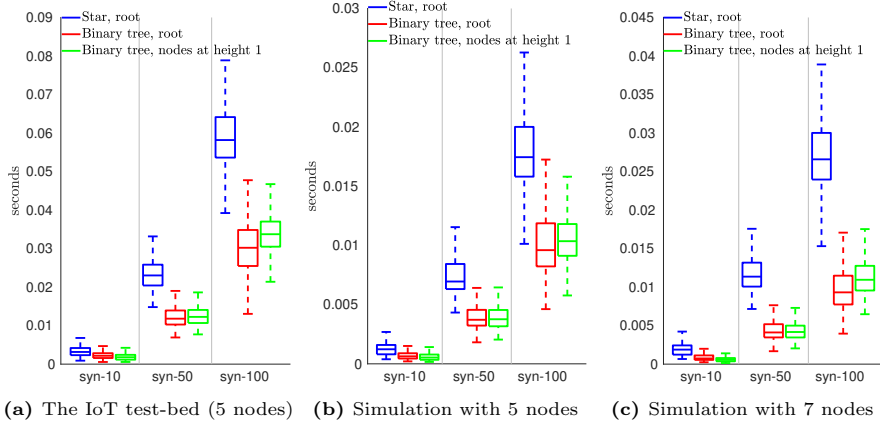 0.09
0.08
0.07
0.06
0.05
0.04
0.03
0.02
0.01
0
seconds
Star, root
Binary tree, root
Binary tree, nodes at height 1
syn-10 syn-50 syn-100
(a) The IoT test-bed (5 nodes)
0.03
0.025
0.02
0.015
0.01
0.005
0
seconds
Star, root
Binary tree, root
Binary tree, nodes at height 1
syn-10 syn-50 syn-100
(b) Simulation with 5 nodes
0.045
0.04
0.035
0.03
0.025
0.02
0.015
0.01
0.005
0
seconds
Star, root
Binary tree, root
Binary tree, nodes at height 1
syn-10 syn-50 syn-100
(c) Simulation with 7 nodes